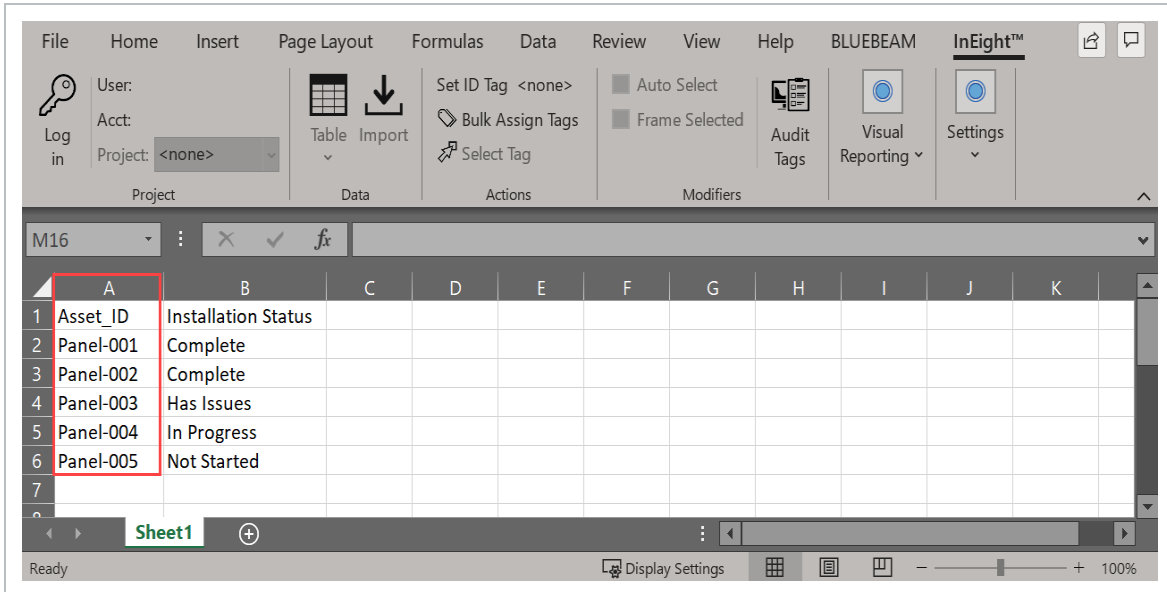 File Home Insert Page Layout Formulas Data Review View Help BLUEBEAM InEight™
Log in
User:
Acct:
Project: <none>
Project
Table Import
Data
Set ID Tag <none>
Bulk Assign Tags
Select Tag
Actions
Auto Select
Frame Selected
Modifiers
Audit Tags
Visual Reporting
Settings
M16 fx
A B C D E F G H I J K
1 Asset_ID Installation Status
2 Panel-001 Complete
3 Panel-002 Complete
4 Panel-003 Has Issues
5 Panel-004 In Progress
6 Panel-005 Not Started
7
Sheet1
Ready Display Settings 100%